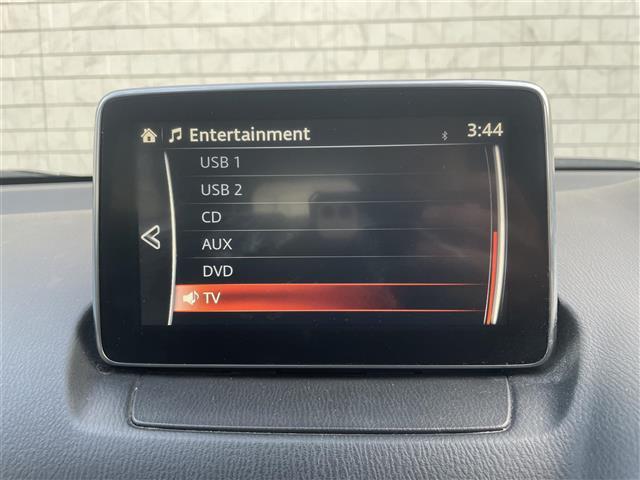 Entertainment 3:44
USB 1
USB 2
CD
AUX
DVD
TV